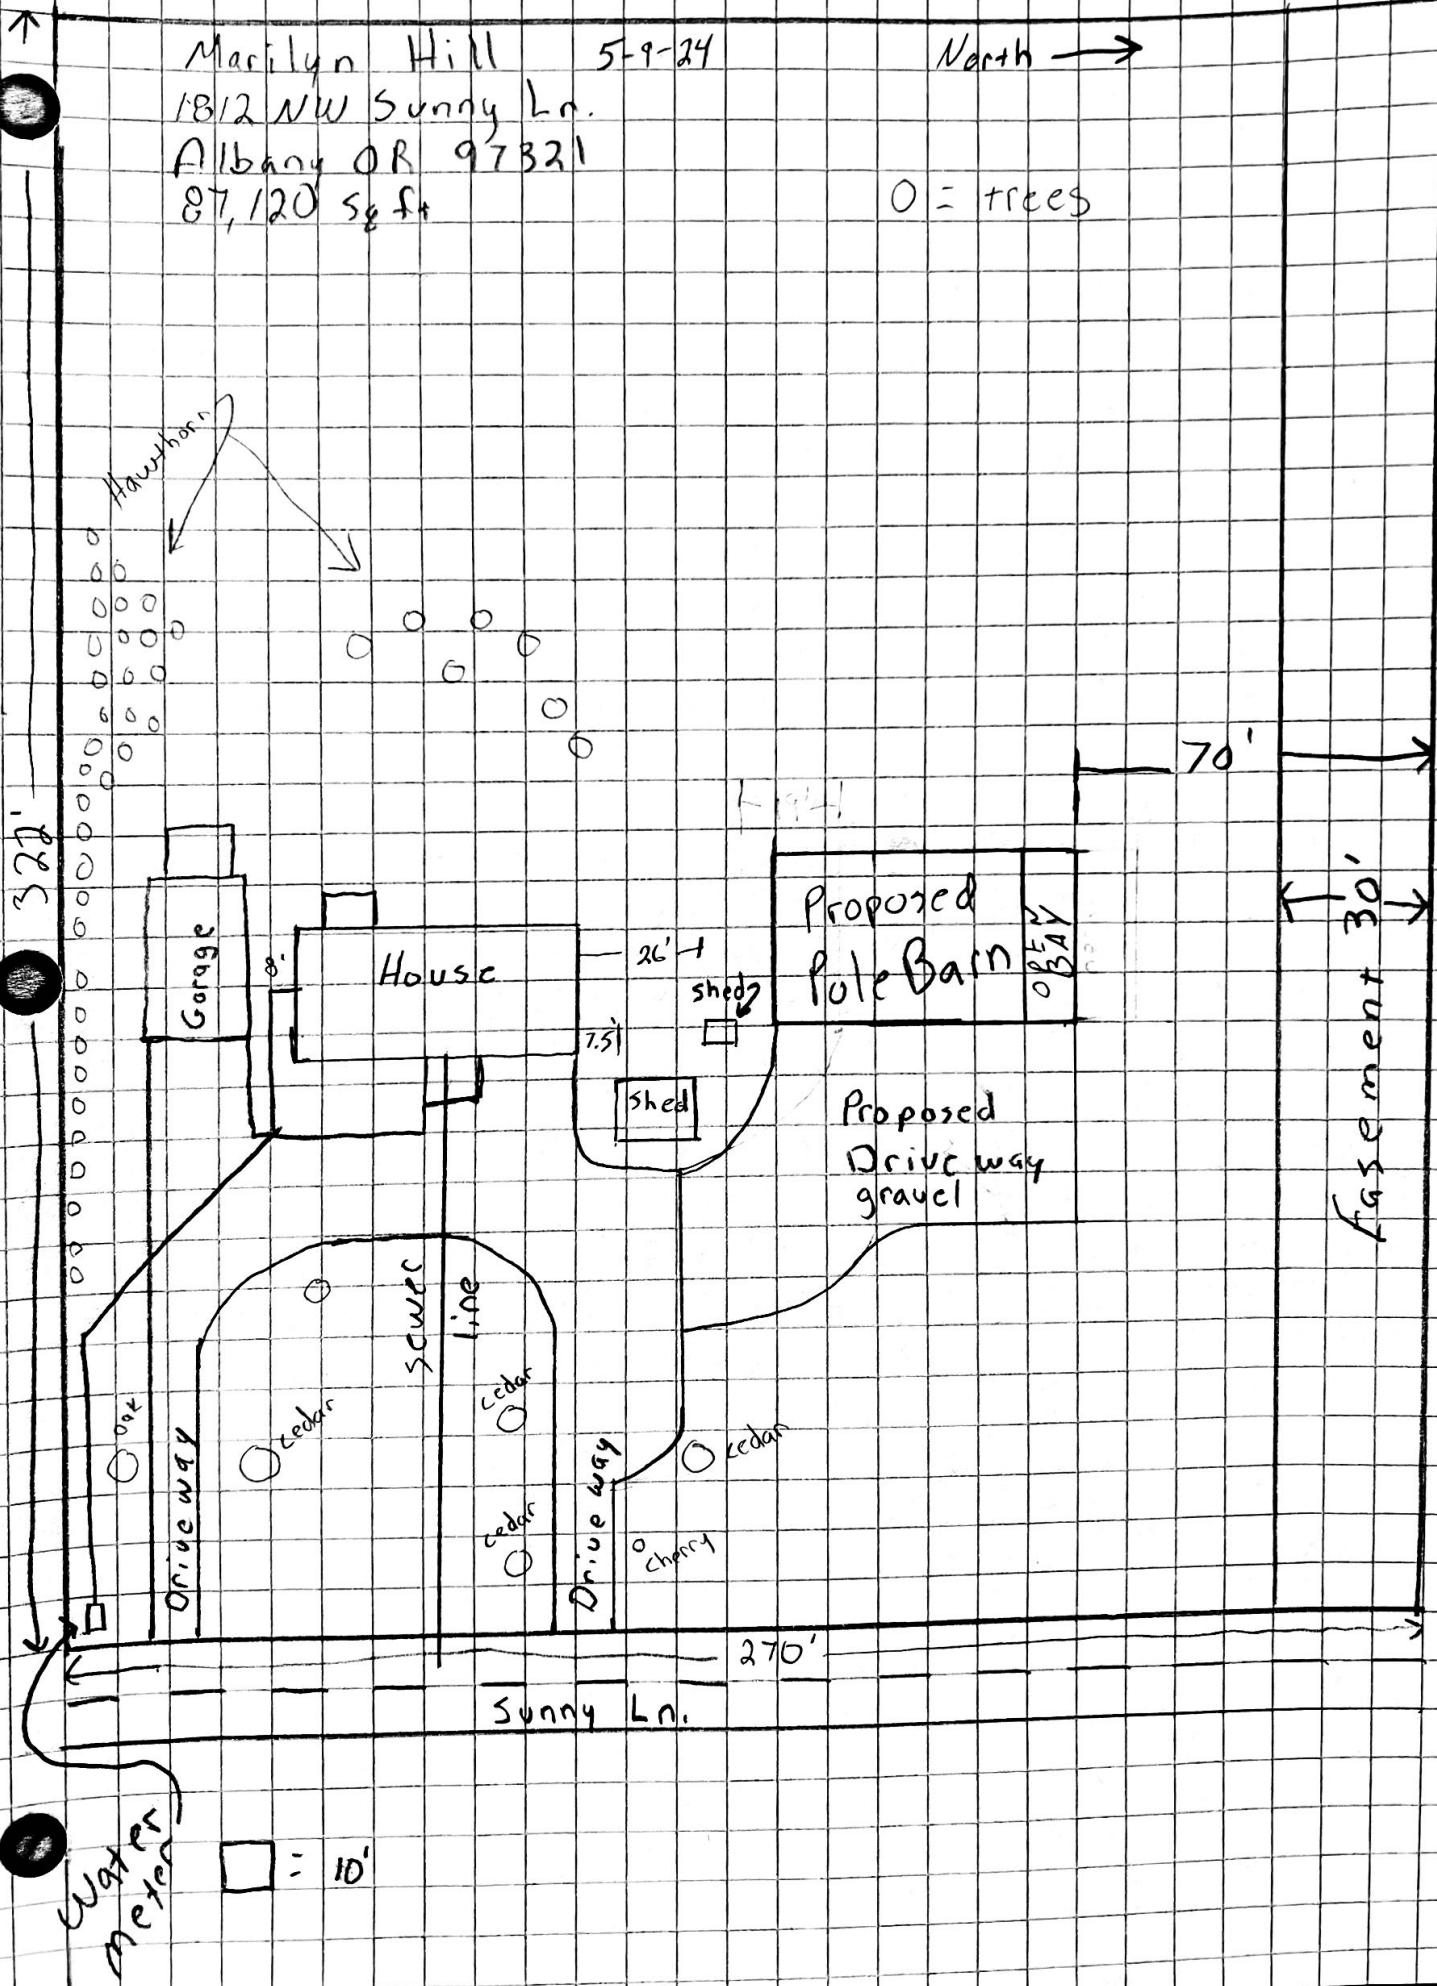 Marilyn Hill 5-9-24 North
1812 NW Sunny Ln.
Albany OR 97321
87,120 sq ft
O = trees
Hawthorn
70'
322'
19'
Garage
8'
House
26'
Shed
7.5'
Shed
Proposed
Pole Barn
OPEN
BAY
30'
Easement
Proposed
Driveway
gravel
Sewer
line
oak
cedar
cedar
cedar
cedar
cherry
Driveway
Driveway
270'
Sunny Ln.
Water
meter
= 10'